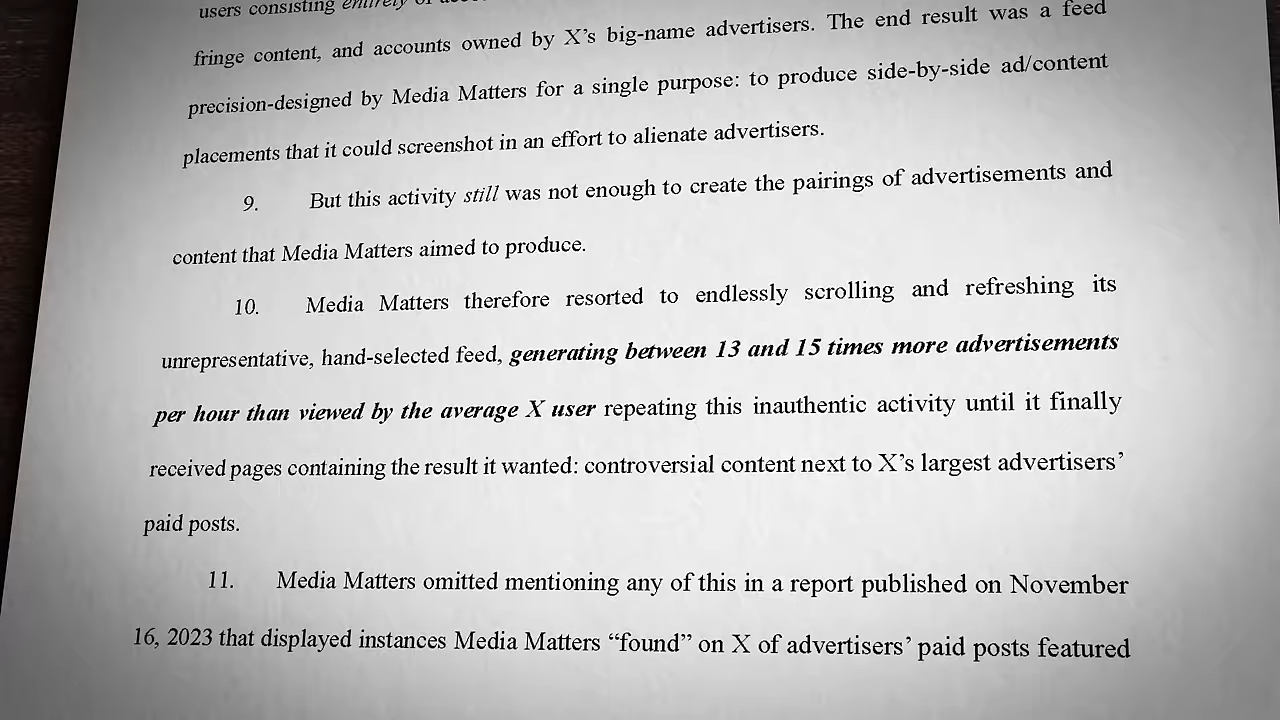 users consisting entirely of
fringe content, and accounts owned by X’s big-name advertisers. The end result was a feed
precision-designed by Media Matters for a single purpose: to produce side-by-side ad/content
placements that it could screenshot in an effort to alienate advertisers.
9. But this activity still was not enough to create the pairings of advertisements and
content that Media Matters aimed to produce.
10. Media Matters therefore resorted to endlessly scrolling and refreshing its
unrepresentative, hand-selected feed, generating between 13 and 15 times more advertisements
per hour than viewed by the average X user repeating this inauthentic activity until it finally
received pages containing the result it wanted: controversial content next to X’s largest advertisers’
paid posts.
11. Media Matters omitted mentioning any of this in a report published on November
16, 2023 that displayed instances Media Matters “found” on X of advertisers’ paid posts featured